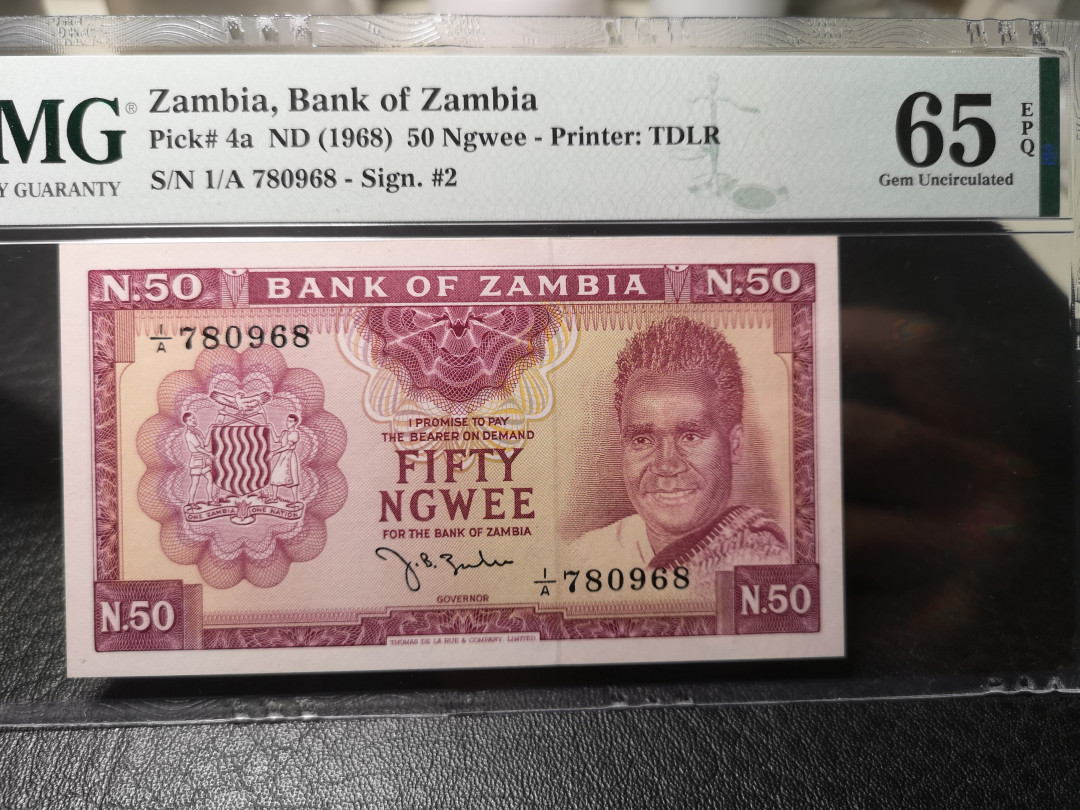 MG®
Y GUARANTY
Zambia, Bank of Zambia
Pick# 4a ND (1968) 50 Ngwee - Printer: TDLR
S/N 1/A 780968 - Sign. #2
65
EPQ
Gem Uncirculated
N.50
BANK OF ZAMBIA
N.50
1/A 780968
I PROMISE TO PAY
THE BEARER ON DEMAND
FIFTY
NGWEE
FOR THE BANK OF ZAMBIA
ONE ZAMBIA ONE NATION
GOVERNOR
1/A 780968
N.50
N.50
THOMAS DE LA RUE & COMPANY, LIMITED